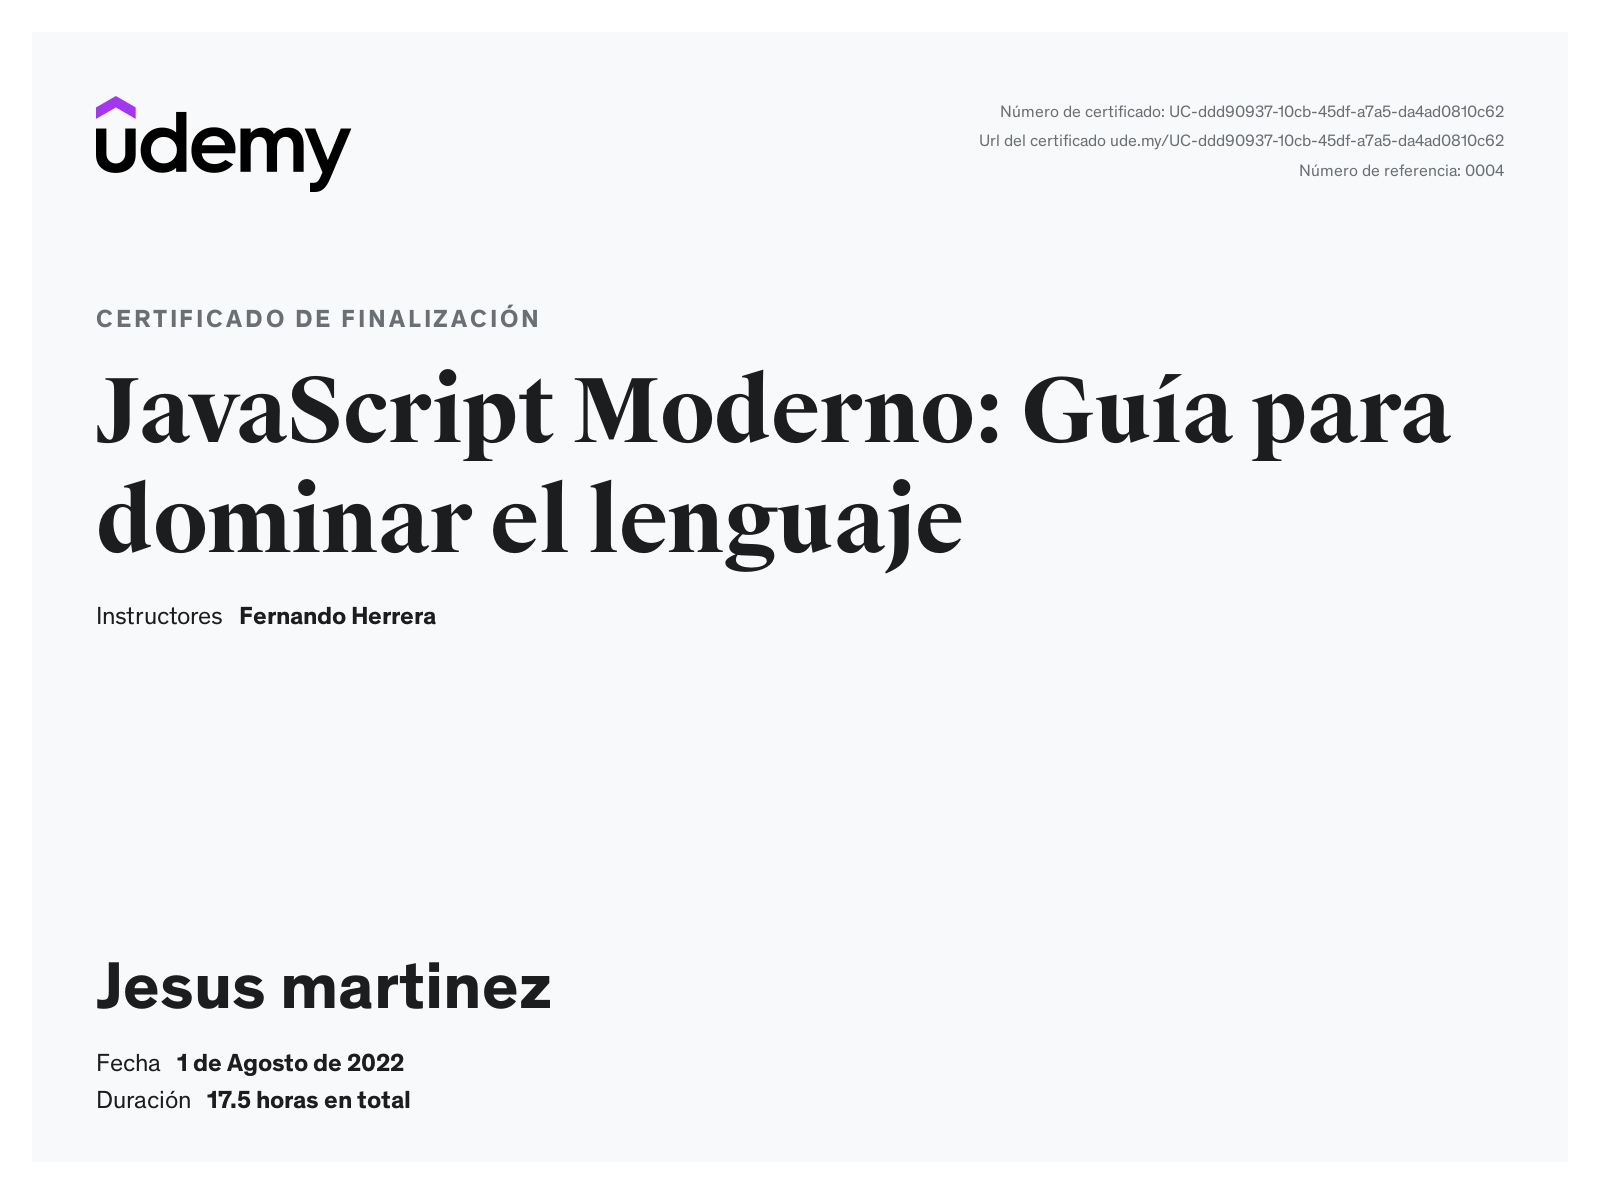 udemy
Número de certificado: UC-ddd90937-10cb-45df-a7a5-da4ad0810c62
Url del certificado ude.my/UC-ddd90937-10cb-45df-a7a5-da4ad0810c62
Número de referencia: 0004
CERTIFICADO DE FINALIZACIÓN
JavaScript Moderno: Guía para
dominar el lenguaje
Instructores Fernando Herrera
Jesus martinez
Fecha 1 de Agosto de 2022
Duración 17.5 horas en total